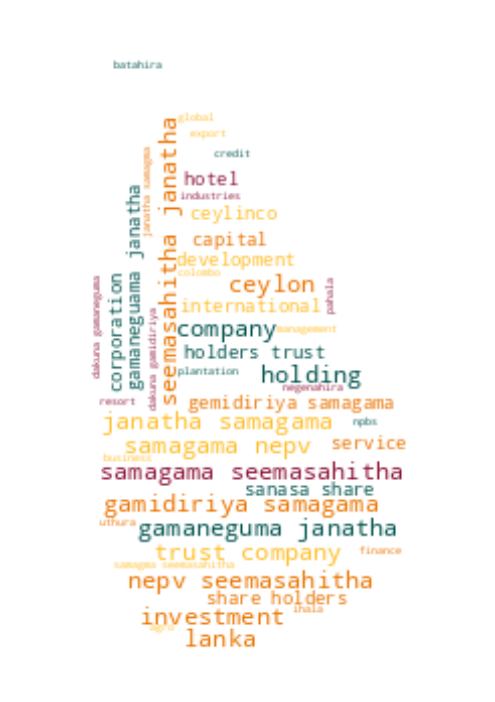 batahira
global
export
credit
janatha samagma
seemasahitha janatha
hotel
industries
gamaneguama janatha
ceylinco
capital
development
colombo
dakuna gamaneguma
corporation
ceylon
pahala
international
dakuna gamidiriya
company
management
holders trust
plantation
holding
negenahira
resort
gemidiriya samagama
janatha samagama
npbs
samagama nepv
service
business
samagama seemasahitha
sanasa share
gamidiriya samagama
uthura
gamaneguma janatha
trust company
finance
samagma seemasahitha
nepv seemasahitha
share holders
ihala
investment
agro
lanka